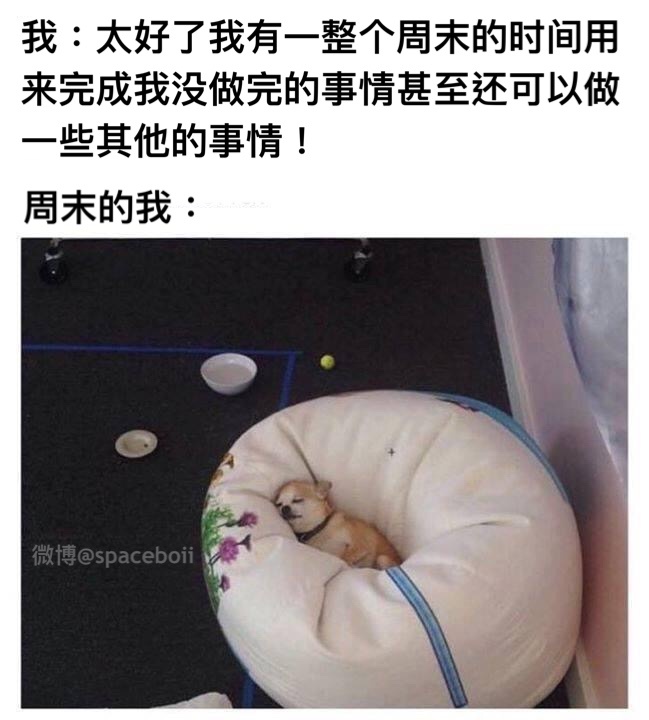 我：太好了我有一整个周末的时间用
来完成我没做完的事情甚至还可以做
一些其他的事情！
周末的我：
微博@spaceboii